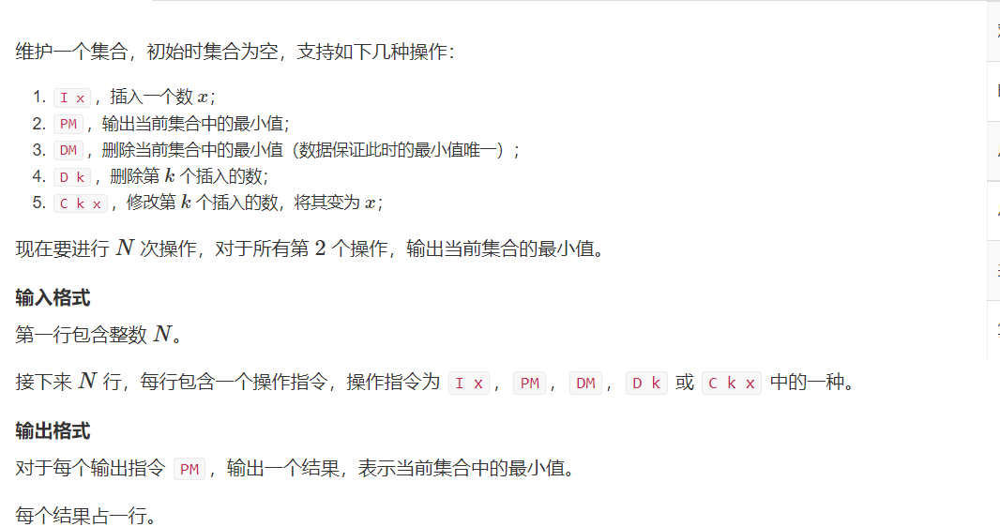 维护一个集合，初始时集合为空，支持如下几种操作：
1. I x，插入一个数 x；
2. PM，输出当前集合中的最小值；
3. DM，删除当前集合中的最小值（数据保证此时的最小值唯一）；
4. D k，删除第 k 个插入的数；
5. C k x，修改第 k 个插入的数，将其变为 x；
现在要进行 N 次操作，对于所有第 2 个操作，输出当前集合的最小值。
输入格式
第一行包含整数 N。
接下来 N 行，每行包含一个操作指令，操作指令为 I x，PM，DM，D k 或 C k x 中的一种。
输出格式
对于每个输出指令 PM，输出一个结果，表示当前集合中的最小值。
每个结果占一行。